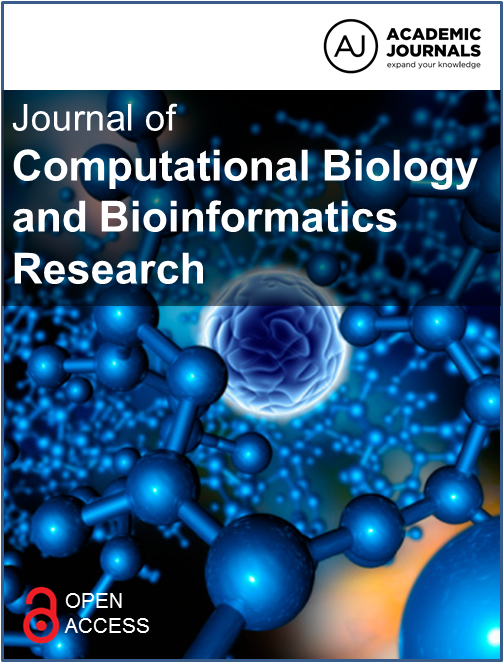 AJ
ACADEMIC
JOURNALS
expand your knowledge
Journal of
Computational Biology
and Bioinformatics
Research
OPEN
ACCESS